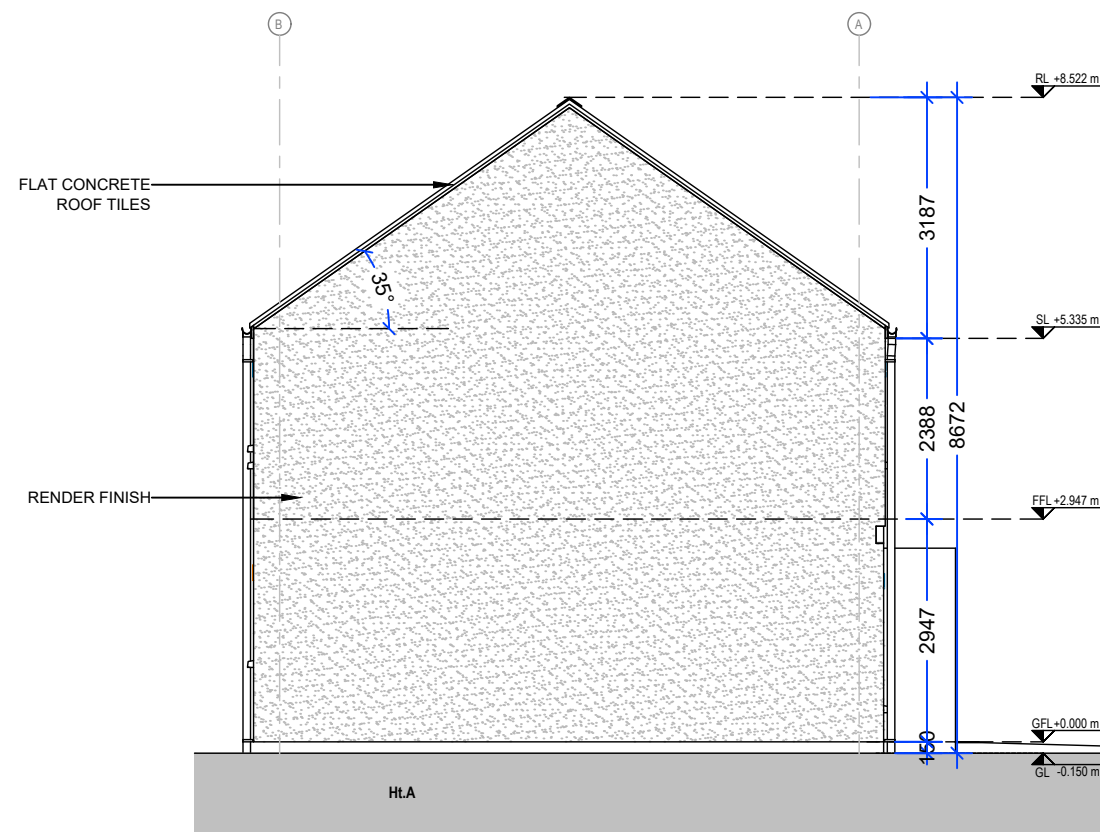 B
A
RL +8.522 m
FLAT CONCRETE
ROOF TILES
3187
35°
SL +5.335 m
2388
8672
RENDER FINISH
FFL +2.947 m
2947
GFL +0.000 m
150
GL -0.150 m
Ht.A